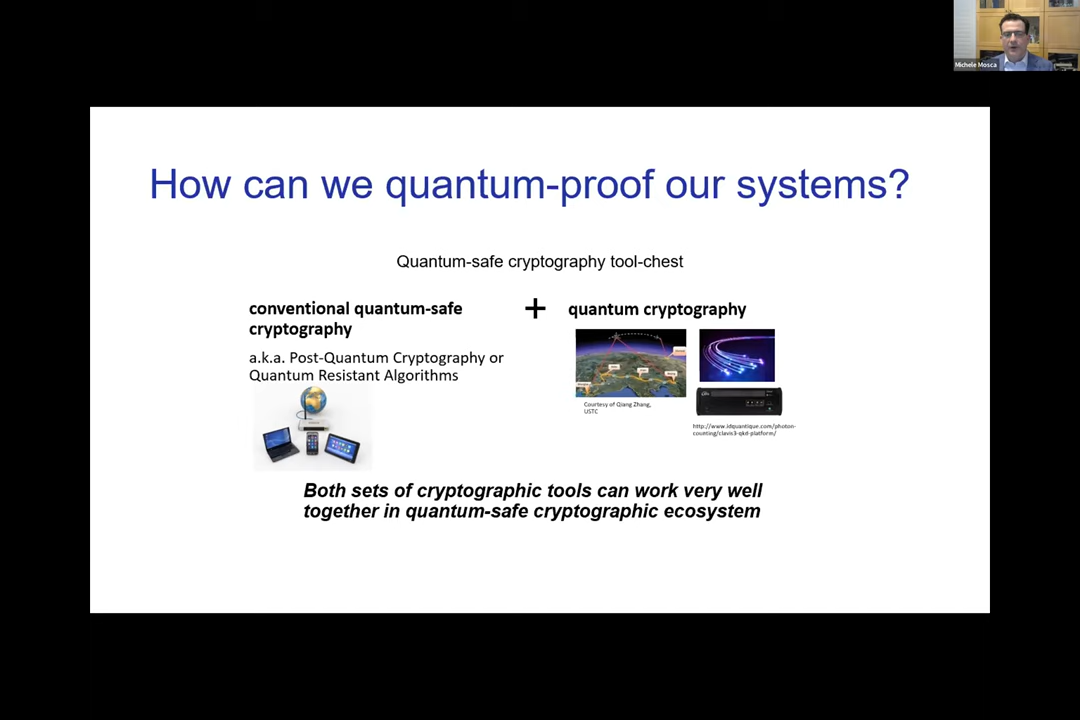 Michele Mosca
How can we quantum-proof our systems?
Quantum-safe cryptography tool-chest
conventional quantum-safe
cryptography
+
quantum cryptography
a.k.a. Post-Quantum Cryptography or
Quantum Resistant Algorithms
Courtesy of Qiang Zhang,
USTC
http://www.idquantique.com/photon-
counting/clavis3-qkd-platform/
Both sets of cryptographic tools can work very well
together in quantum-safe cryptographic ecosystem